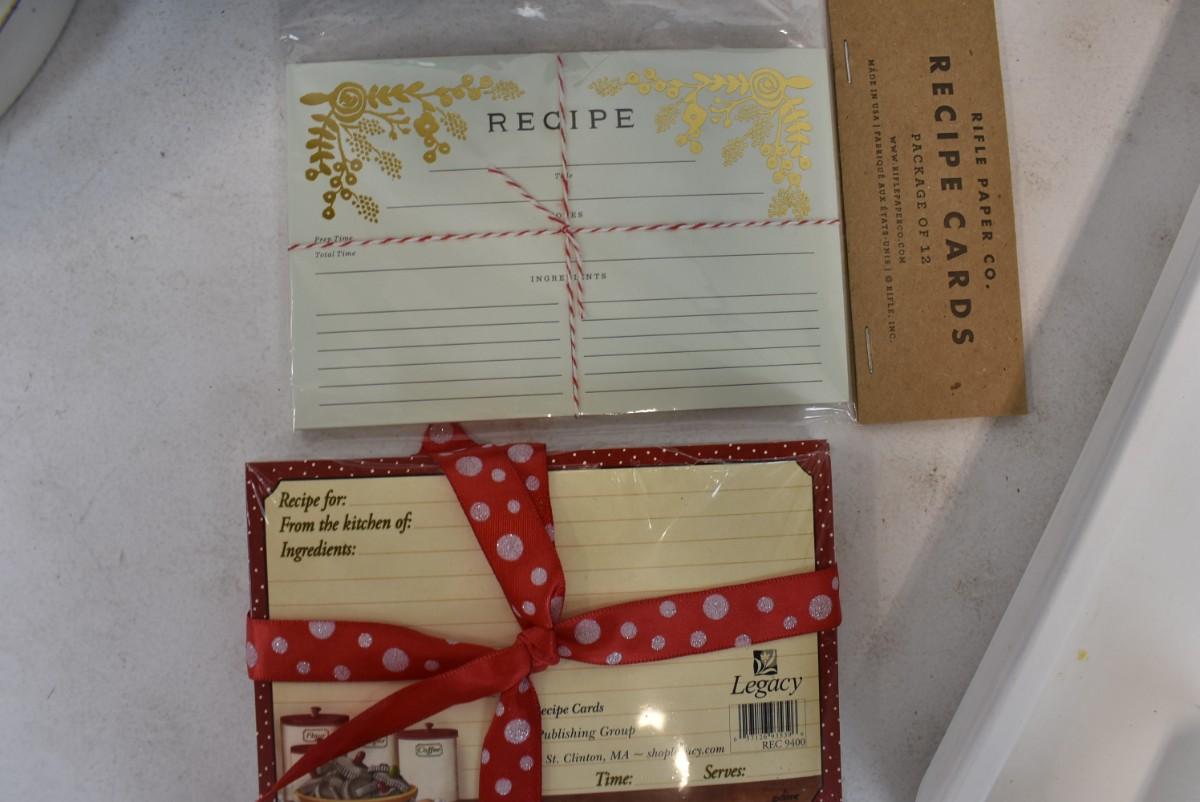 RECIPE
Title
Prep Time
Total Time
INGREDIENTS
RIFLE PAPER CO.
RECIPE CARDS
PACKAGE OF 12
WWW.RIFLEPAPERCO.COM
MADE IN USA | FABRIQUÉ AUX ÉTATS-UNIS | © RIFLE, INC.
Recipe for:
From the kitchen of:
Ingredients:
Flour
Coffee
Legacy
REC 9400
ecipe Cards
Publishing Group
St. Clinton, MA ~ shoplegacy.com
Time: Serves: